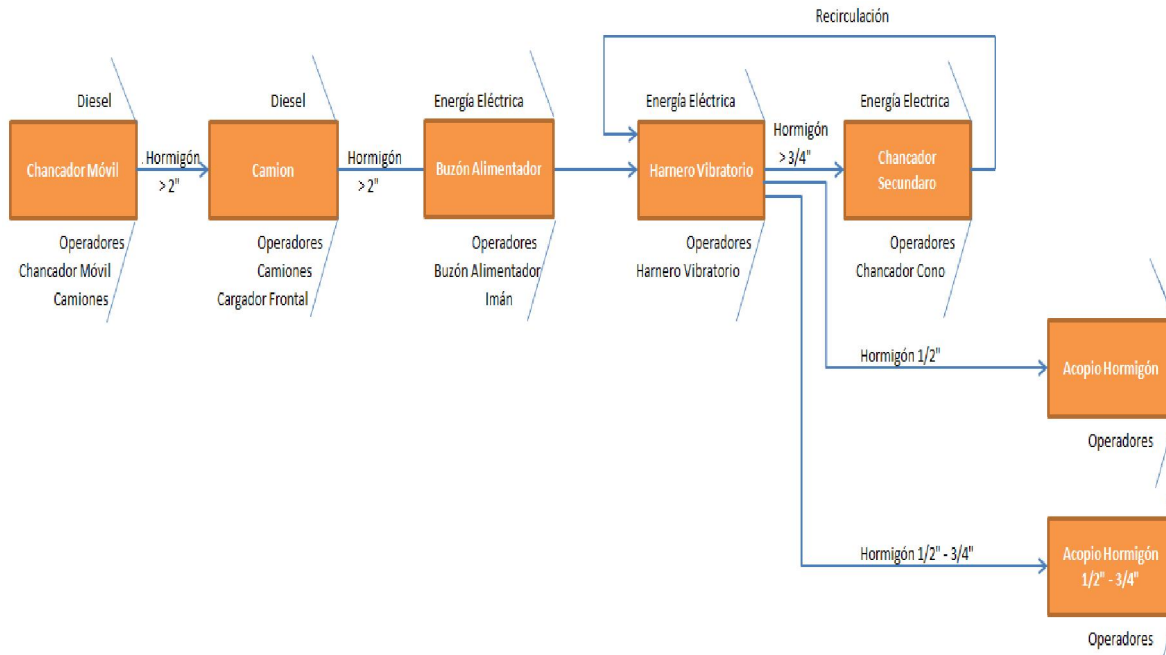 Recirculación
Diesel
Diesel
Energía Eléctrica
Energía Eléctrica
Energía Electrica
Chancador Móvil
. Hormigón
> 2"
Camion
Hormigón
> 2"
Buzón Alimentador
Harnero Vibratorio
Hormigón
> 3/4"
Chancador
Secundaro
Operadores
Chancador Móvil
Camiones
Operadores
Camiones
Cargador Frontal
Operadores
Buzón Alimentador
Imán
Operadores
Harnero Vibratorio
Operadores
Chancador Cono
Hormigón 1/2"
Acopio Hormigón
Operadores
Hormigón 1/2" - 3/4"
Acopio Hormigón
1/2" - 3/4"
Operadores